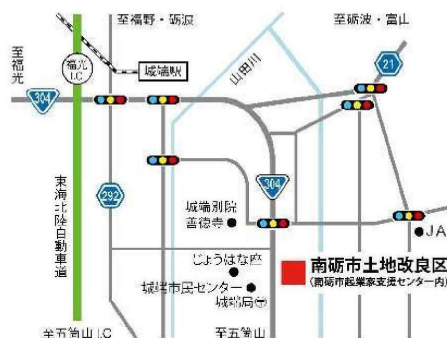 至福野・砺波
至砺波・富山
至福光
福光I.C
城端駅
山田川
21
304
292
304
東海北陸自動車道
城端別院
善徳寺
JA
じょうはな座
城端市民センター
城端局〒
南砺市土地改良区
(南砺市起業家支援センター内)
至五箇山I.C
至五箇山